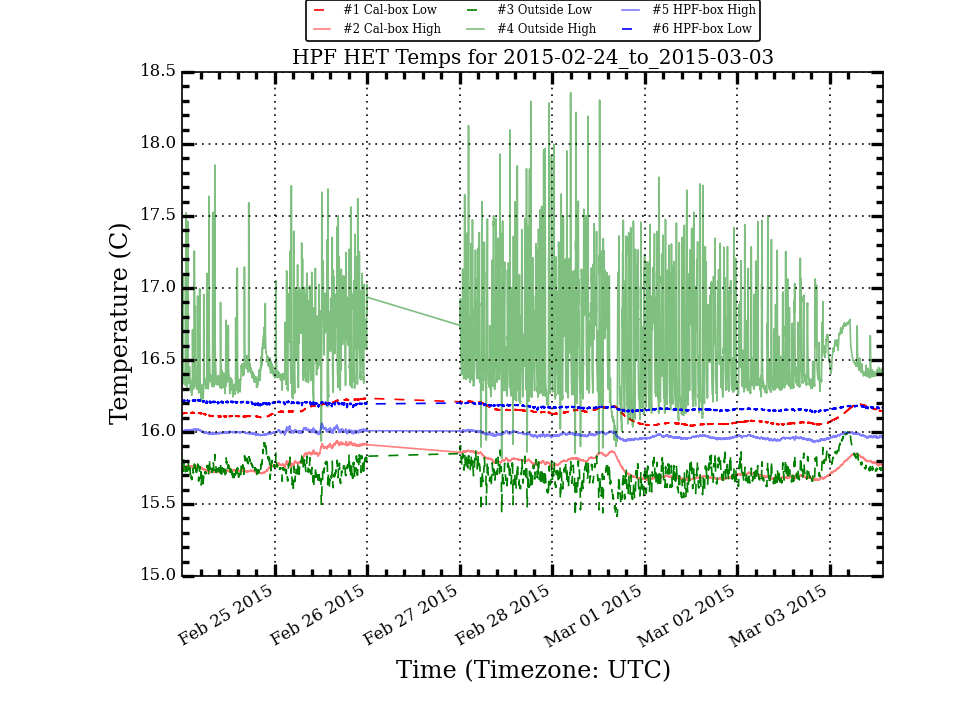 #1 Cal-box Low #3 Outside Low #5 HPF-box High
#2 Cal-box High #4 Outside High #6 HPF-box Low
HPF HET Temps for 2015-02-24_to_2015-03-03
18.5
18.0
17.5
17.0
16.5
16.0
15.5
15.0
Temperature (C)
Feb 25 2015
Feb 26 2015
Feb 27 2015
Feb 28 2015
Mar 01 2015
Mar 02 2015
Mar 03 2015
Time (Timezone: UTC)